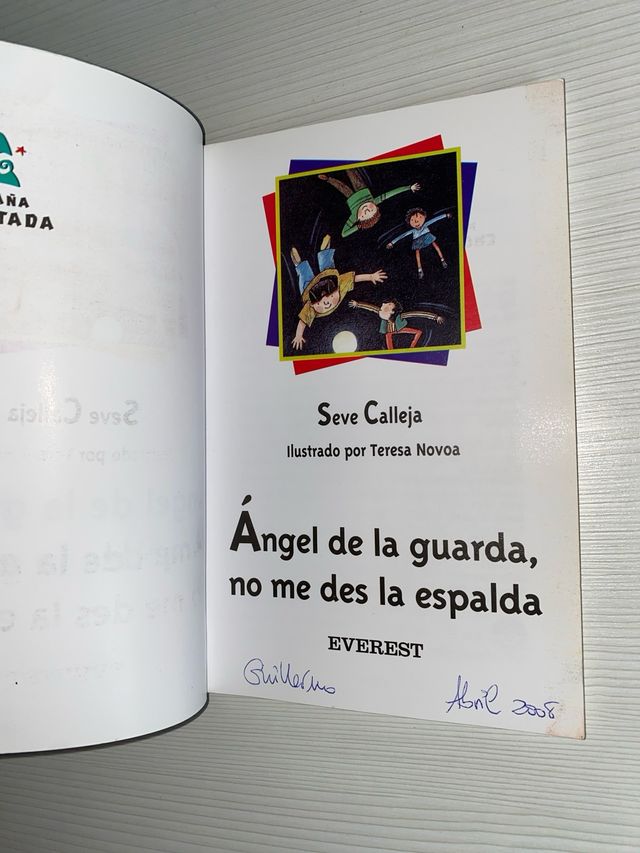 AÑA
TADA
Seve Calleja
Ilustrado por Teresa Novoa
Ángel de la guarda,
no me des la espalda
EVEREST
Guillermo
Abril 2008